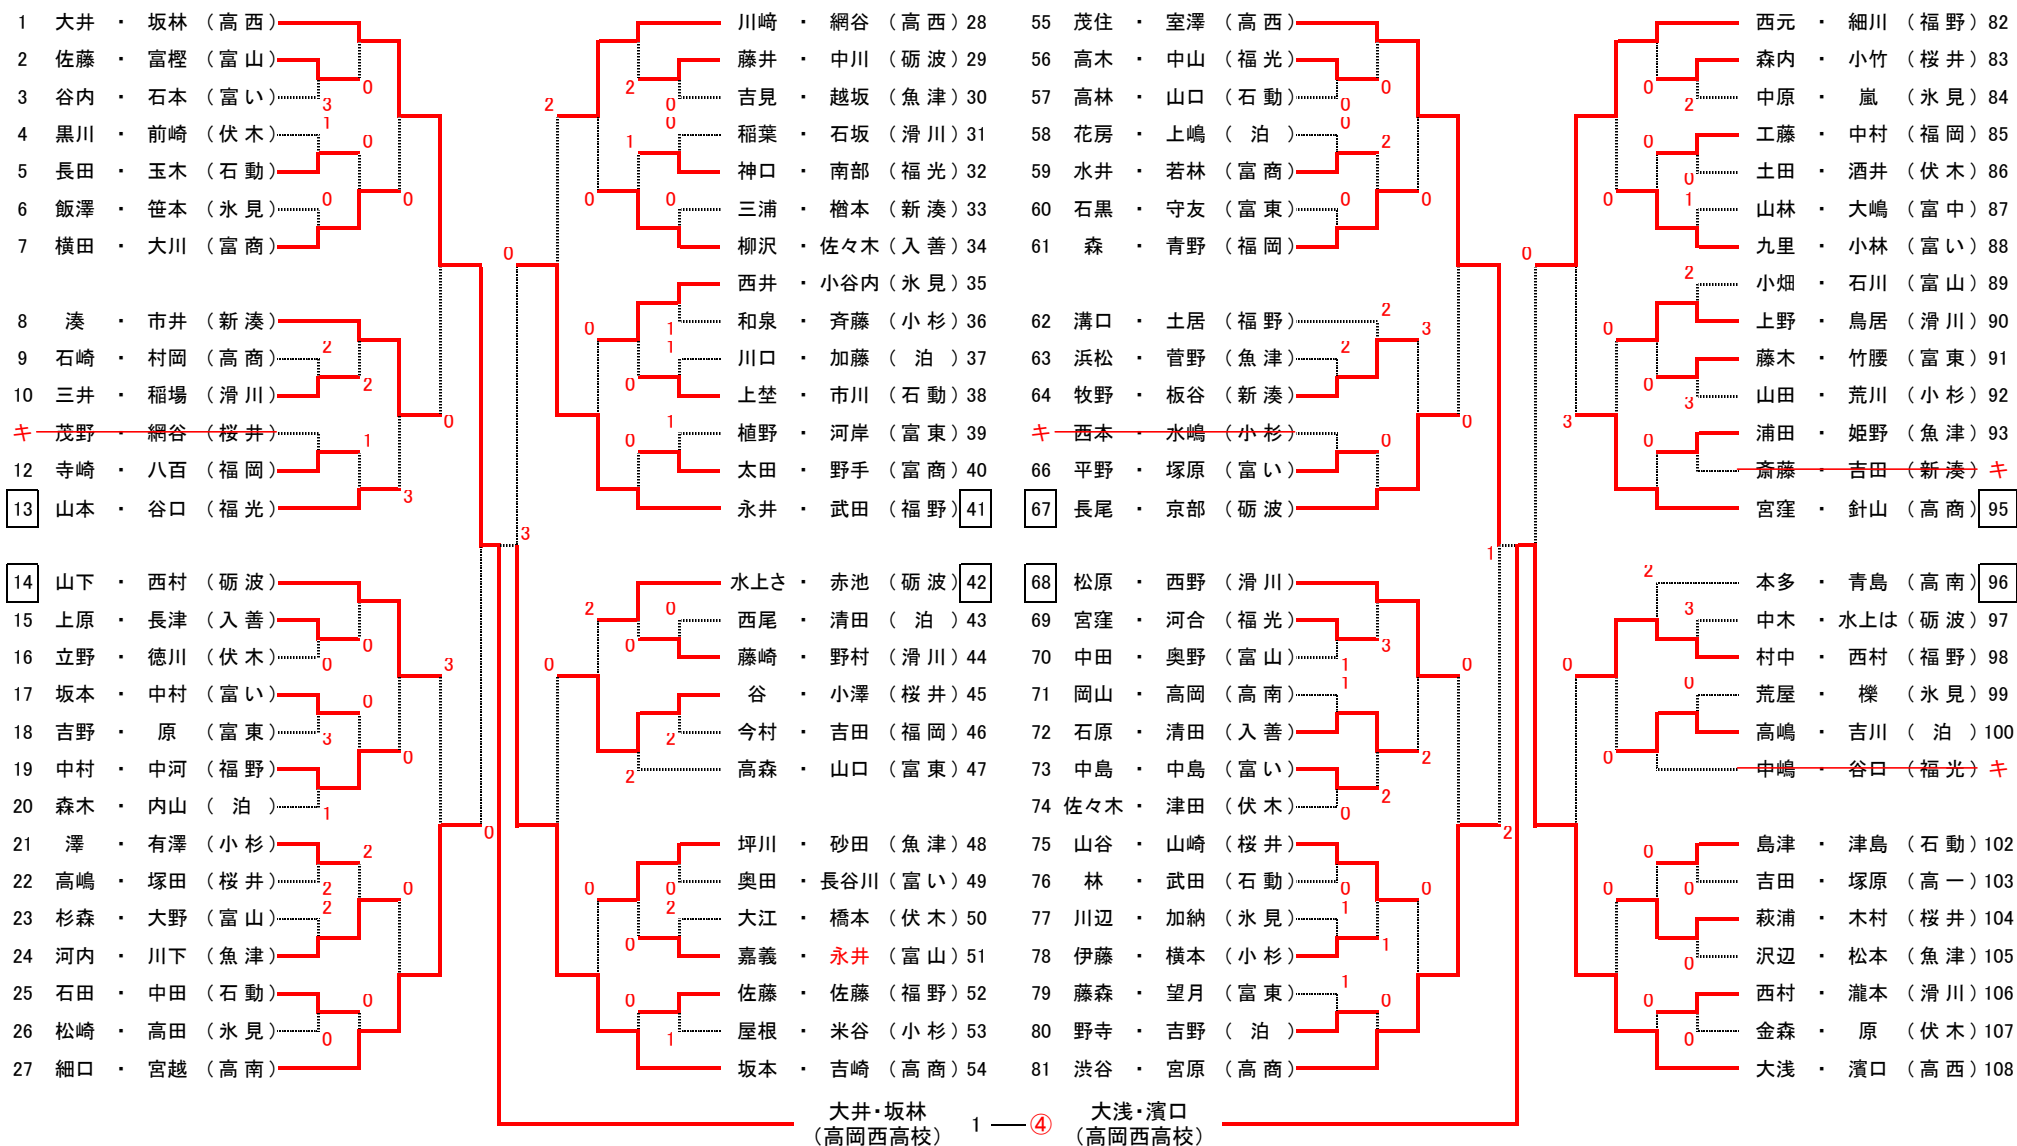 1 大井 ・ 坂林 （高西）
2 佐藤 ・ 富樫 （富山）
3 谷内 ・ 石本 （富い）
4 黒川 ・ 前崎 （伏木）
5 長田 ・ 玉木 （石動）
6 飯澤 ・ 笹本 （氷見）
7 横田 ・ 大川 （富商）
8 湊 ・ 市井 （新湊）
9 石崎 ・ 村岡 （高商）
10 三井 ・ 稲場 （滑川）
キ 茂野 ・ 網谷 （桜井）
12 寺崎 ・ 八百 （福岡）
13 山本 ・ 谷口 （福光）
14 山下 ・ 西村 （砺波）
15 上原 ・ 長津 （入善）
16 立野 ・ 徳川 （伏木）
17 坂本 ・ 中村 （富い）
18 吉野 ・ 原 （富東）
19 中村 ・ 中河 （福野）
20 森木 ・ 内山 （泊）
21 澤 ・ 有澤 （小杉）
22 高嶋 ・ 塚田 （桜井）
23 杉森 ・ 大野 （富山）
24 河内 ・ 川下 （魚津）
25 石田 ・ 中田 （石動）
26 松崎 ・ 高田 （氷見）
27 細口 ・ 宮越 （高南）
川﨑 ・ 網谷 （高西） 28
藤井 ・ 中川 （砺波） 29
吉見 ・ 越坂 （魚津） 30
稲葉 ・ 石坂 （滑川） 31
神口 ・ 南部 （福光） 32
三浦 ・ 楢本 （新湊） 33
柳沢 ・ 佐々木 （入善） 34
西井 ・ 小谷内 （氷見） 35
和泉 ・ 斉藤 （小杉） 36
川口 ・ 加藤 （泊） 37
上埜 ・ 市川 （石動） 38
植野 ・ 河岸 （富東） 39
太田 ・ 野手 （富商） 40
永井 ・ 武田 （福野） 41
水上さ ・ 赤池 （砺波） 42
西尾 ・ 清田 （泊） 43
藤崎 ・ 野村 （滑川） 44
谷 ・ 小澤 （桜井） 45
今村 ・ 吉田 （福岡） 46
高森 ・ 山口 （富東） 47
坪川 ・ 砂田 （魚津） 48
奥田 ・ 長谷川 （富い） 49
大江 ・ 橋本 （伏木） 50
嘉義 ・ 永井 （富山） 51
佐藤 ・ 佐藤 （福野） 52
屋根 ・ 米谷 （小杉） 53
坂本 ・ 吉崎 （高商） 54
55 茂住 ・ 室澤 （高西）
56 高木 ・ 中山 （福光）
57 高林 ・ 山口 （石動）
58 花房 ・ 上嶋 （泊）
59 水井 ・ 若林 （富商）
60 石黒 ・ 守友 （富東）
61 森 ・ 青野 （福岡）
62 溝口 ・ 土居 （福野）
63 浜松 ・ 菅野 （魚津）
64 牧野 ・ 板谷 （新湊）
キ 西本 ・ 水嶋 （小杉）
66 平野 ・ 塚原 （富い）
67 長尾 ・ 京部 （砺波）
68 松原 ・ 西野 （滑川）
69 宮窪 ・ 河合 （福光）
70 中田 ・ 奥野 （富山）
71 岡山 ・ 高岡 （高南）
72 石原 ・ 清田 （入善）
73 中島 ・ 中島 （富い）
74 佐々木 ・ 津田 （伏木）
75 山谷 ・ 山崎 （桜井）
76 林 ・ 武田 （石動）
77 川辺 ・ 加納 （氷見）
78 伊藤 ・ 横本 （小杉）
79 藤森 ・ 望月 （富東）
80 野寺 ・ 吉野 （泊）
81 渋谷 ・ 宮原 （高商）
西元 ・ 細川 （福野） 82
森内 ・ 小竹 （桜井） 83
中原 ・ 嵐 （氷見） 84
工藤 ・ 中村 （福岡） 85
土田 ・ 酒井 （伏木） 86
山林 ・ 大嶋 （富中） 87
九里 ・ 小林 （富い） 88
小畑 ・ 石川 （富山） 89
上野 ・ 鳥居 （滑川） 90
藤木 ・ 竹腰 （富東） 91
山田 ・ 荒川 （小杉） 92
浦田 ・ 姫野 （魚津） 93
斎藤 ・ 吉田 （新湊） キ
宮窪 ・ 針山 （高商） 95
本多 ・ 青島 （高南） 96
中木 ・ 水上は （砺波） 97
村中 ・ 西村 （福野） 98
荒屋 ・ 櫟 （氷見） 99
高嶋 ・ 吉川 （泊） 100
中嶋 ・ 谷口 （福光） キ
島津 ・ 津島 （石動） 102
吉田 ・ 塚原 （高一） 103
萩浦 ・ 木村 （桜井） 104
沢辺 ・ 松本 （魚津） 105
西村 ・ 瀧本 （滑川） 106
金森 ・ 原 （伏木） 107
大浅 ・ 濱口 （高西） 108
大井・坂林 1 ― ④ 大浅・濱口
（高岡西高校） （高岡西高校）